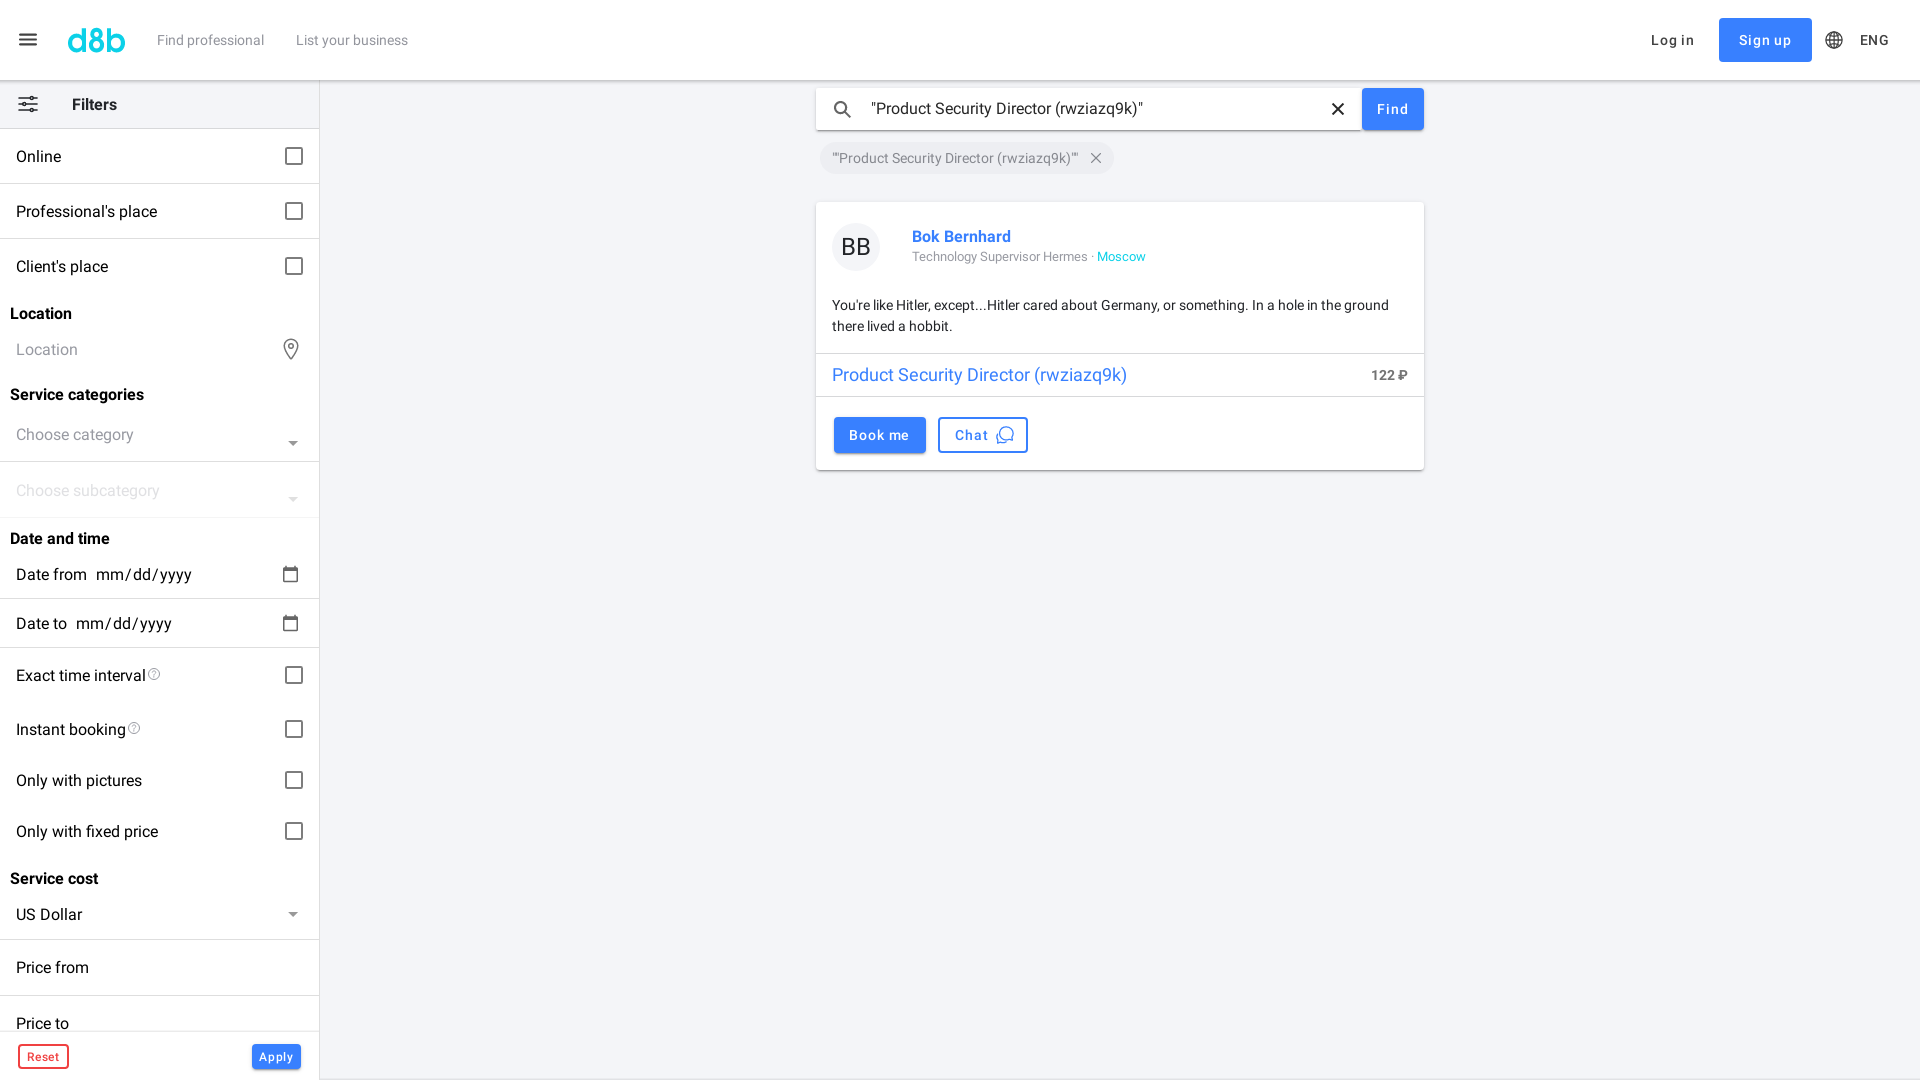 d8b
Find professional
List your business
Log in
Sign up
ENG
Filters
Online
Professional's place
Client's place
Location
Location
Service categories
Choose category
Choose subcategory
Date and time
Date from mm/dd/yyyy
Date to mm/dd/yyyy
Exact time interval
Instant booking
Only with pictures
Only with fixed price
Service cost
US Dollar
Price from
Price to
Reset
Apply
"Product Security Director (rwziazq9k)"
Find
""Product Security Director (rwziazq9k)""
BB
Bok Bernhard
Technology Supervisor Hermes · Moscow
You're like Hitler, except...Hitler cared about Germany, or something. In a hole in the ground
there lived a hobbit.
Product Security Director (rwziazq9k)
122 ₽
Book me
Chat